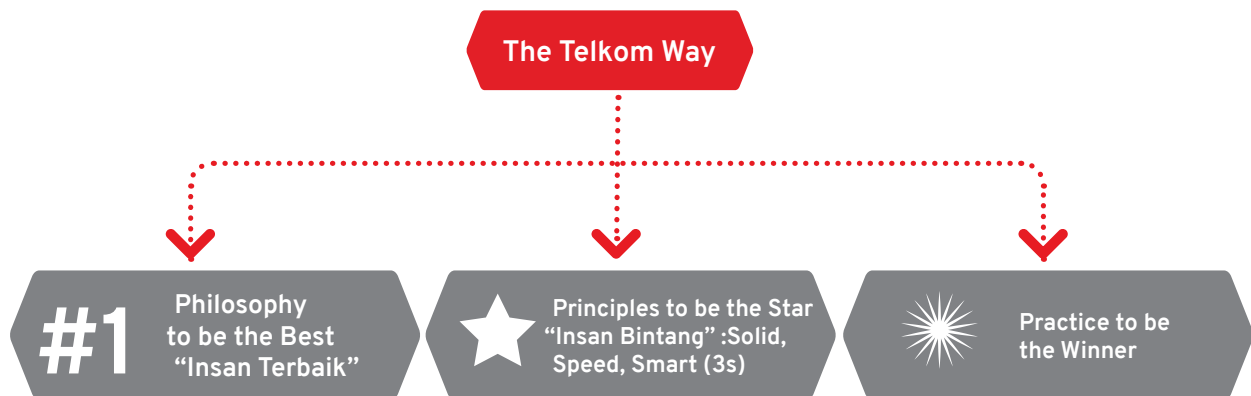 The Telkom Way
#1
Philosophy
to be the Best
“Insan Terbaik”
Principles to be the Star
“Insan Bintang” :Solid,
Speed, Smart (3s)
Practice to be
the Winner